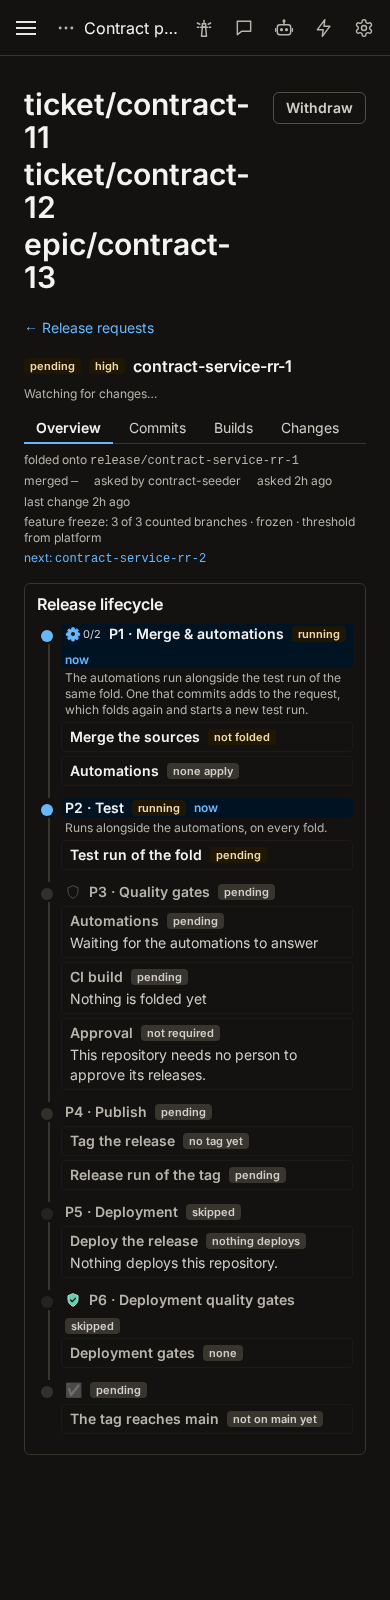 Contract p...
ticket/contract-
11
Withdraw
ticket/contract-
12
epic/contract-
13
← Release requests
pending high contract-service-rr-1
Watching for changes...
Overview Commits Builds Changes
folded onto release/contract-service-rr-1
merged — asked by contract-seeder asked 2h ago
last change 2h ago
feature freeze: 3 of 3 counted branches · frozen · threshold
from platform
next: contract-service-rr-2
Release lifecycle
0/2 P1 · Merge & automations running
now
The automations run alongside the test run of the
same fold. One that commits adds to the request,
which folds again and starts a new test run.
Merge the sources not folded
Automations none apply
P2 · Test running now
Runs alongside the automations, on every fold.
Test run of the fold pending
P3 · Quality gates pending
Automations pending
Waiting for the automations to answer
CI build pending
Nothing is folded yet
Approval not required
This repository needs no person to
approve its releases.
P4 · Publish pending
Tag the release no tag yet
Release run of the tag pending
P5 · Deployment skipped
Deploy the release nothing deploys
Nothing deploys this repository.
P6 · Deployment quality gates
skipped
Deployment gates none
pending
The tag reaches main not on main yet